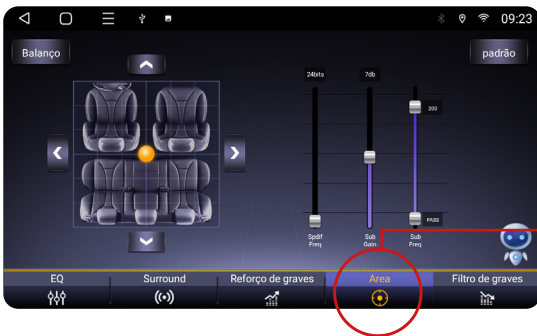 09:23
Balanço
padrão
24bits
7db
200
PASS
Spdif
Freq
Sub
Gain
Sub
Freq
EQ
Surround
Reforço de graves
Area
Filtro de graves